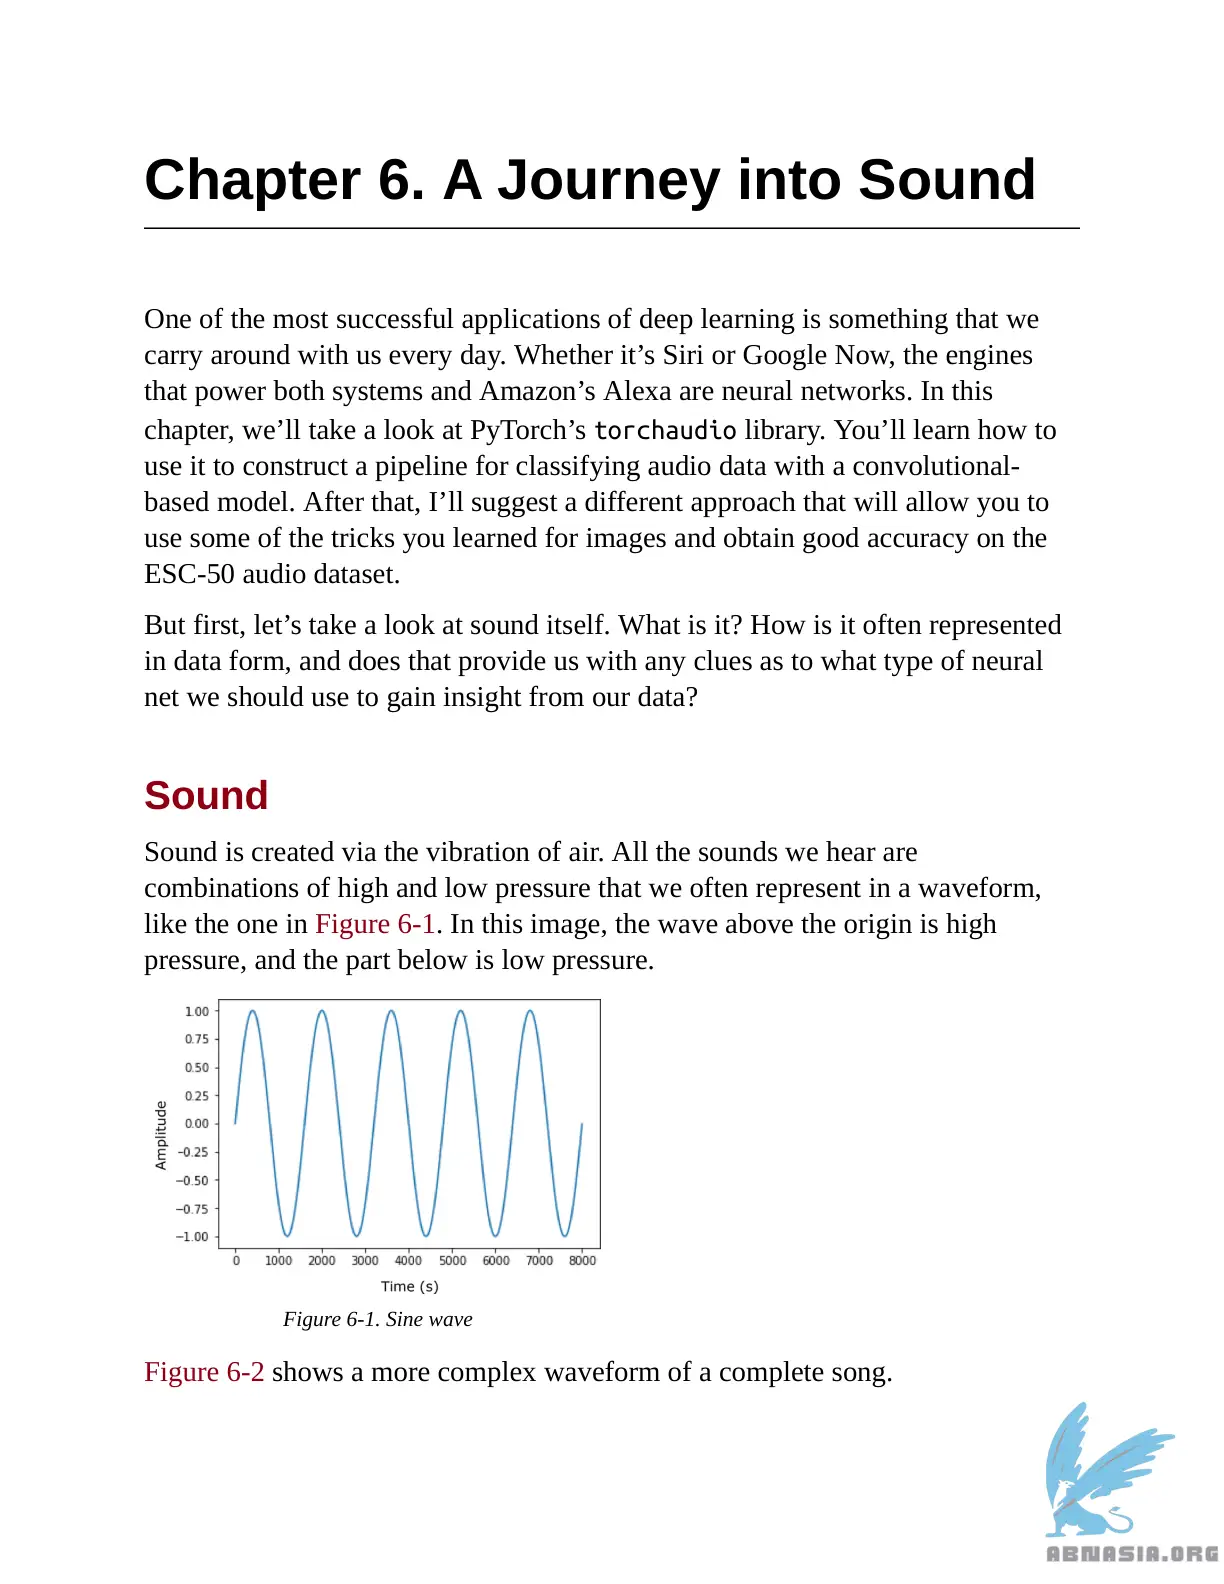 Chapter 6. A Journey into Sound
One of the most successful applications of deep learning is something that we
carry around with us every day. Whether it’s Siri or Google Now, the engines
that power both systems and Amazon’s Alexa are neural networks. In this
chapter, we’ll take a look at PyTorch’s torchaudio library. You’ll learn how to
use it to construct a pipeline for classifying audio data with a convolutional-
based model. After that, I’ll suggest a different approach that will allow you to
use some of the tricks you learned for images and obtain good accuracy on the
ESC-50 audio dataset.
But first, let’s take a look at sound itself. What is it? How is it often represented
in data form, and does that provide us with any clues as to what type of neural
net we should use to gain insight from our data?
Sound
Sound is created via the vibration of air. All the sounds we hear are
combinations of high and low pressure that we often represent in a waveform,
like the one in Figure 6-1. In this image, the wave above the origin is high
pressure, and the part below is low pressure.
1.00
0.75
0.50
0.25
0.00
−0.25
−0.50
−0.75
−1.00
Amplitude
0 1000 2000 3000 4000 5000 6000 7000 8000
Time (s)
Figure 6-1. Sine wave
Figure 6-2 shows a more complex waveform of a complete song.
ABNASIA.ORG